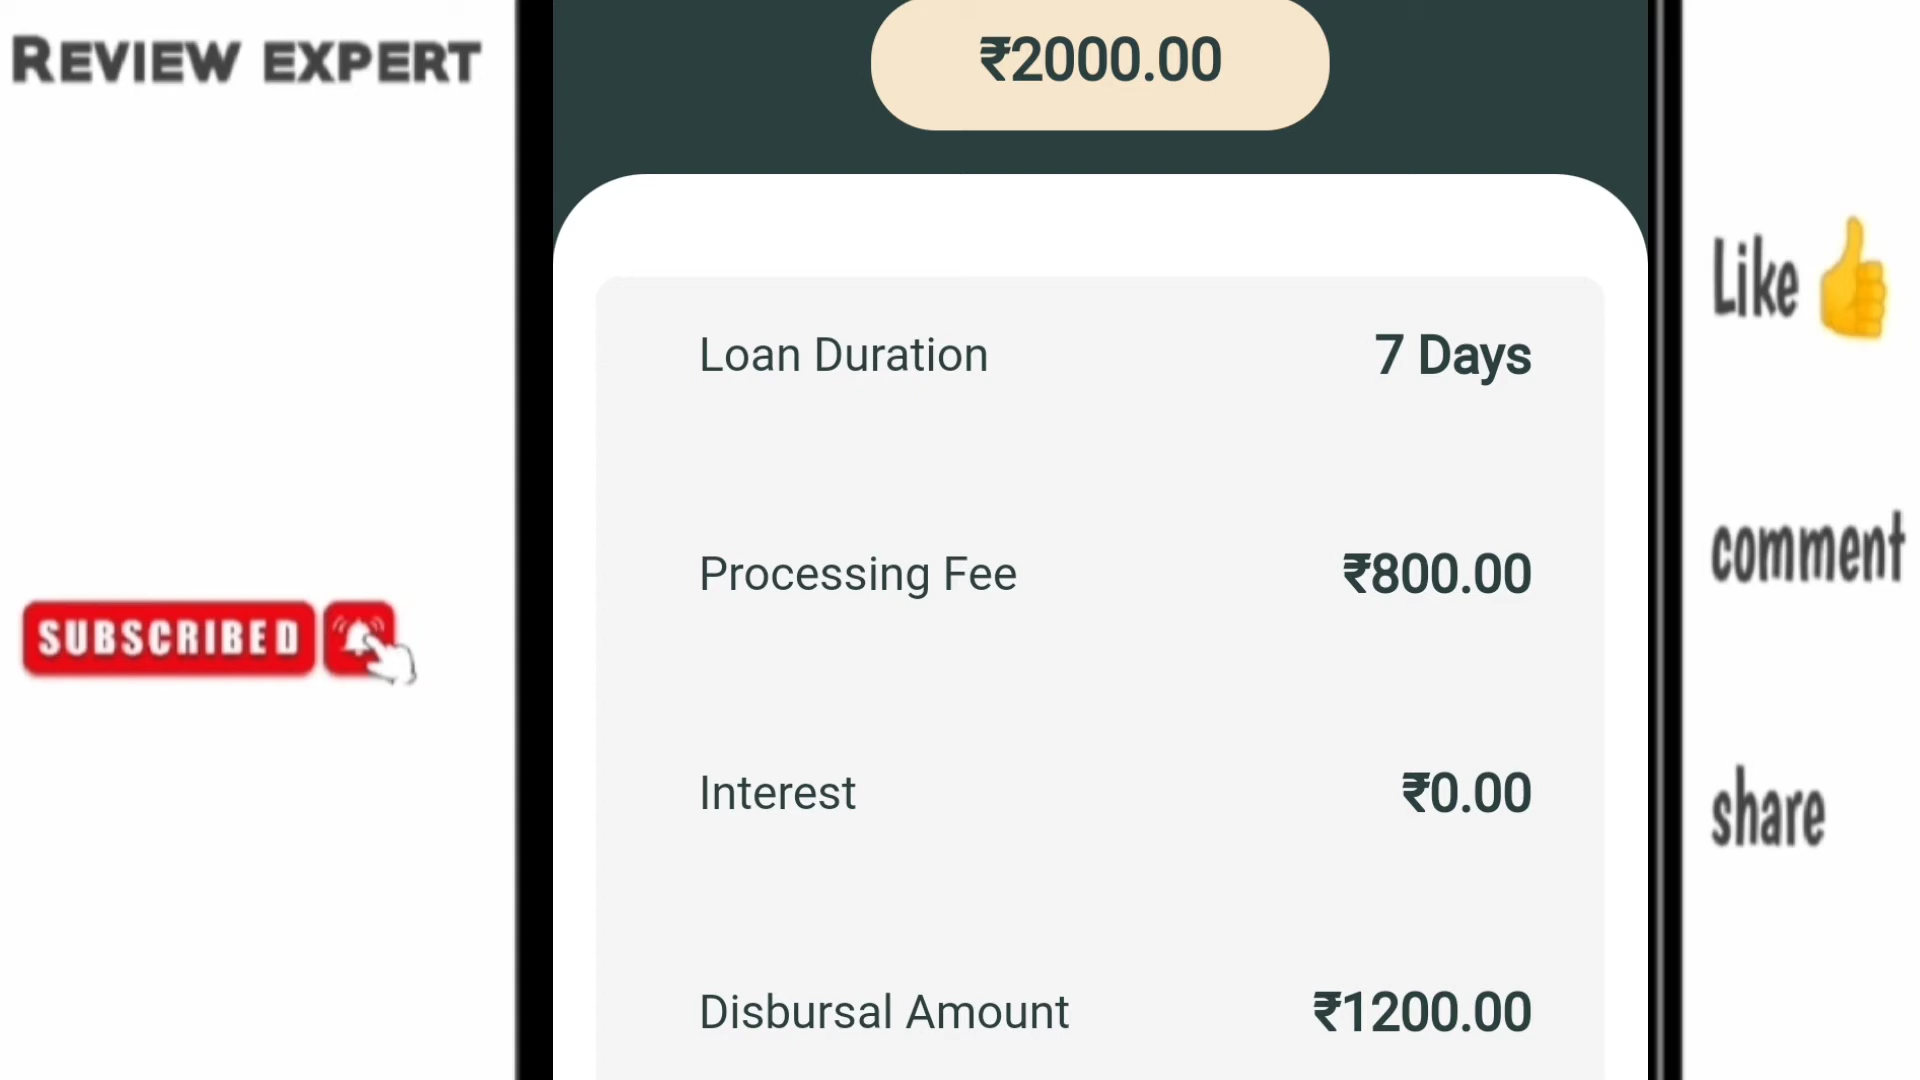 REVIEW EXPERT
₹2000.00
Loan Duration 7 Days
Processing Fee ₹800.00
Interest ₹0.00
Disbursal Amount ₹1200.00
SUBSCRIBED
Like
comment
share